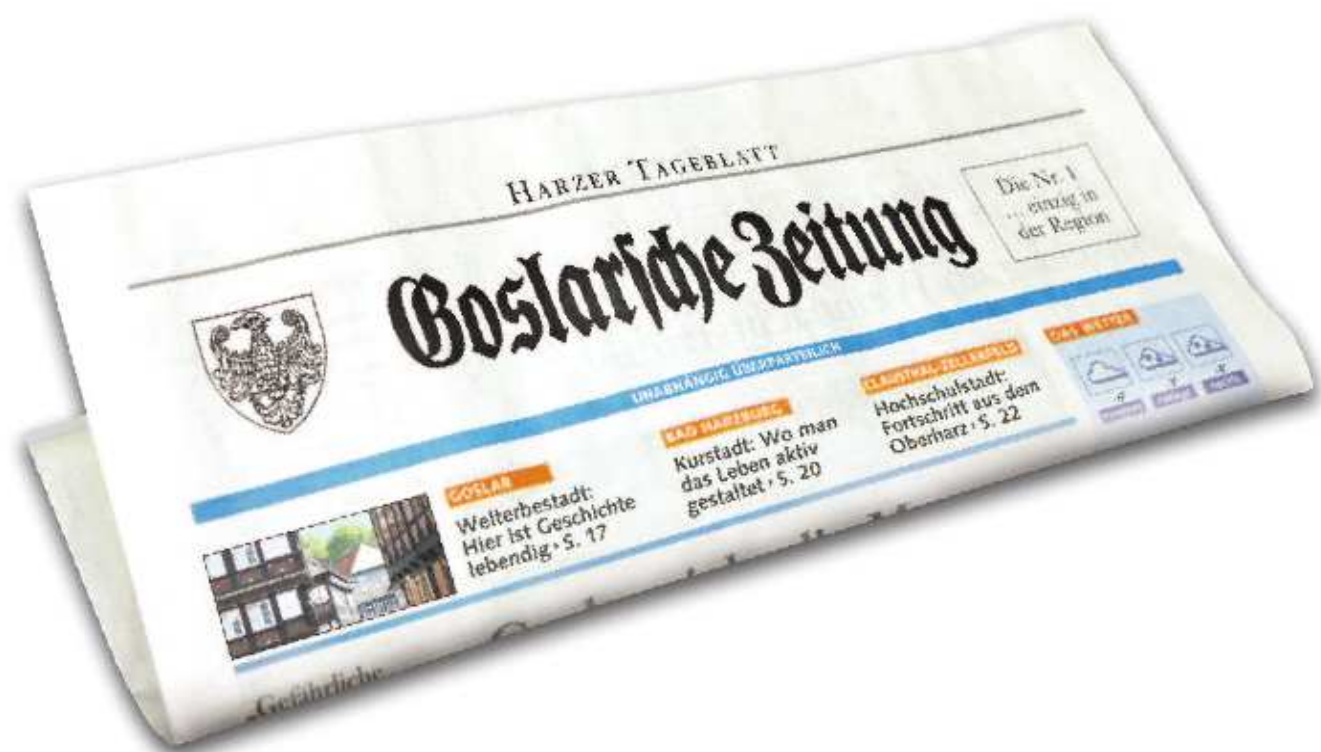 HARZER TAGEBLATT
Goslarſche Zeitung
Die Nr. 1
... einzig in
der Region
UNABHÄNGIG ÜBERPARTEILICH
GOSLAR
Welterbestadt:
Hier ist Geschichte
lebendig › S. 17
BAD HARZBURG
Kurstadt: Wo man
das Leben aktiv
gestaltet › S. 20
CLAUSTHAL-ZELLERFELD
Hochschulstadt:
Fortschritt aus dem
Oberharz › S. 22
DAS WETTER
„Gefährliche